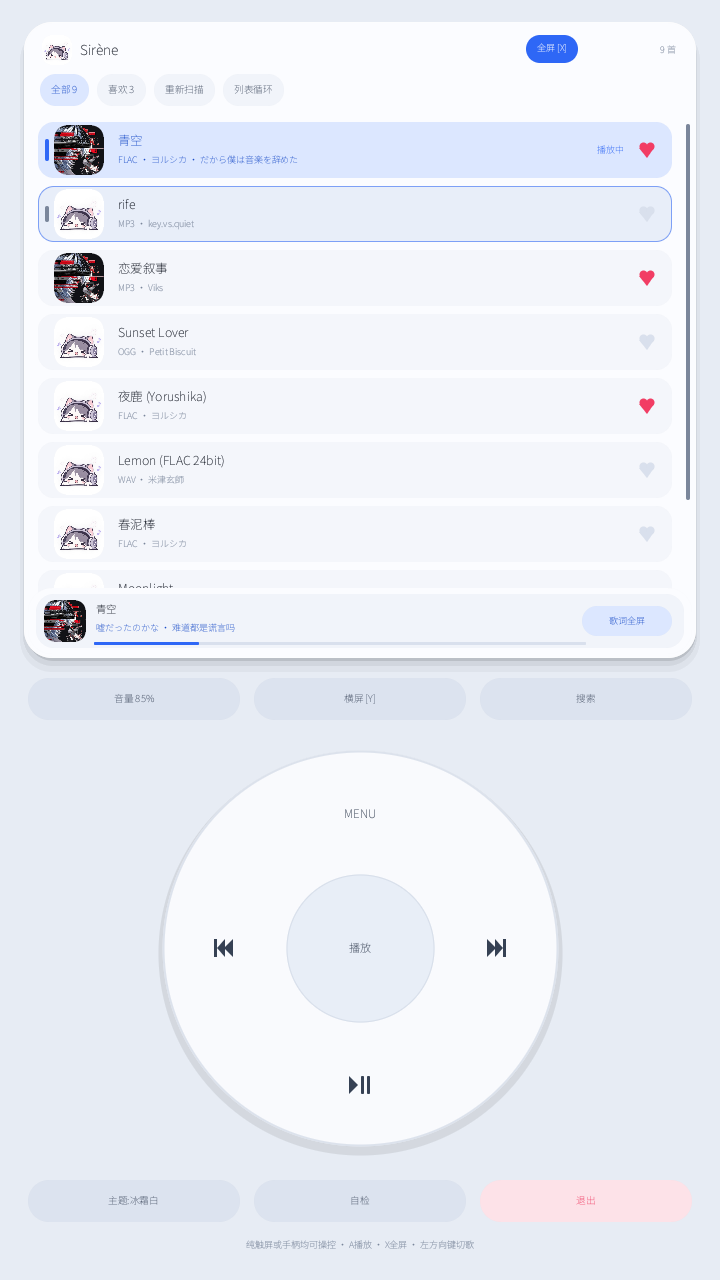 Sirène
全屏 [X]
9 首
全部 9
喜欢 3
重新扫描
列表循环
青空
FLAC • ヨルシカ • だから僕は音楽を辞めた
播放中
rife
MP3 • key.vs.quiet
恋爱叙事
MP3 • Viks
Sunset Lover
OGG • Petit Biscuit
夜鹿 (Yorushika)
FLAC • ヨルシカ
Lemon (FLAC 24bit)
WAV • 米津玄師
春泥棒
FLAC • ヨルシカ
Moonlight
青空
嘘だったのかな • 难道都是谎言吗
歌词全屏
音量 85%
横屏 [Y]
搜索
MENU
播放
主题:冰霜白
自检
退出
纯触屏或手柄均可操控 • A播放 • X全屏 • 左方向键切歌